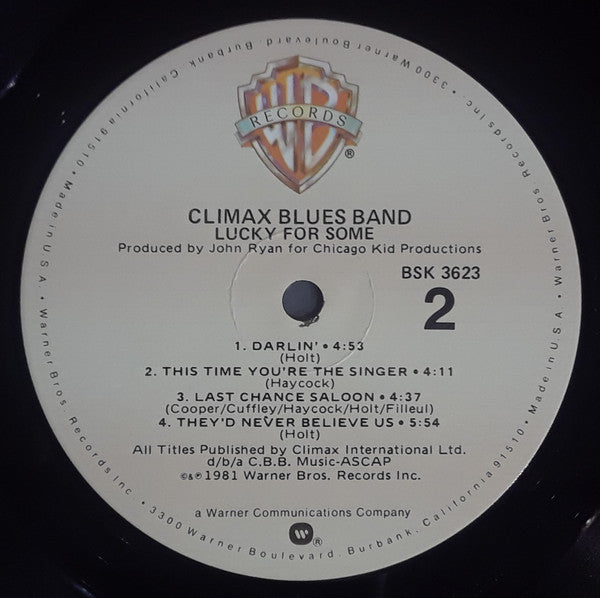 WB
RECORDS
®
CLIMAX BLUES BAND
LUCKY FOR SOME
Produced by John Ryan for Chicago Kid Productions
BSK 3623
2
1. DARLIN' • 4:53
(Holt)
2. THIS TIME YOU'RE THE SINGER • 4:11
(Haycock)
3. LAST CHANCE SALOON • 4:37
(Cooper/Cuffley/Haycock/Holt/Filleul)
4. THEY'D NEVER BELIEVE US • 5:54
(Holt)
All Titles Published by Climax International Ltd.
d/b/a C.B.B. Music-ASCAP
©&℗ 1981 Warner Bros. Records Inc.
a Warner Communications Company
W ®
Warner Bros. Records Inc. • 3300 Warner Boulevard, Burbank, California 91510 • Made in U.S.A. • Warner Bros. Records Inc. • 3300 Warner Boulevard, Burbank, California 91510 • Made in U.S.A. •